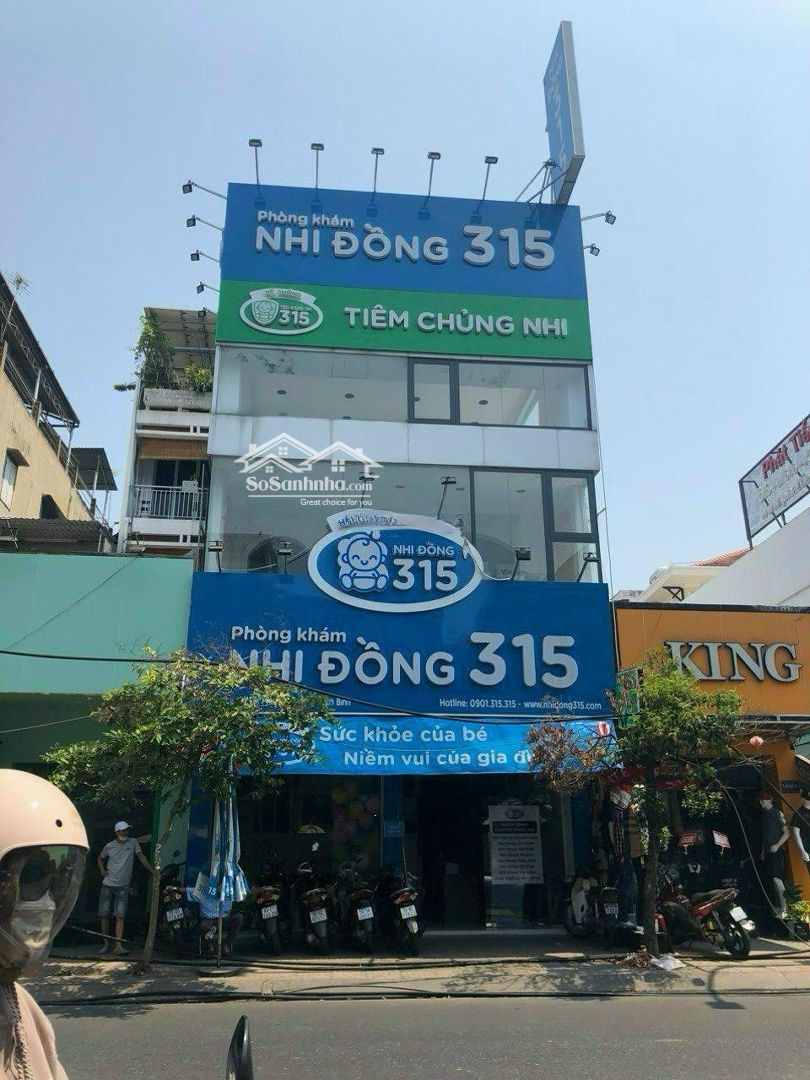 Phòng khám
NHI ĐỒNG 315
315
TIÊM CHỦNG NHI
SoSanhnha.com
Great choice for you
NHI ĐỒNG
315
Phòng khám
NHI ĐỒNG 315
Hotline: 0901.315.315 - www.nhidong315.com
Sức khỏe của bé
Niềm vui của gia
KING
Phát
315